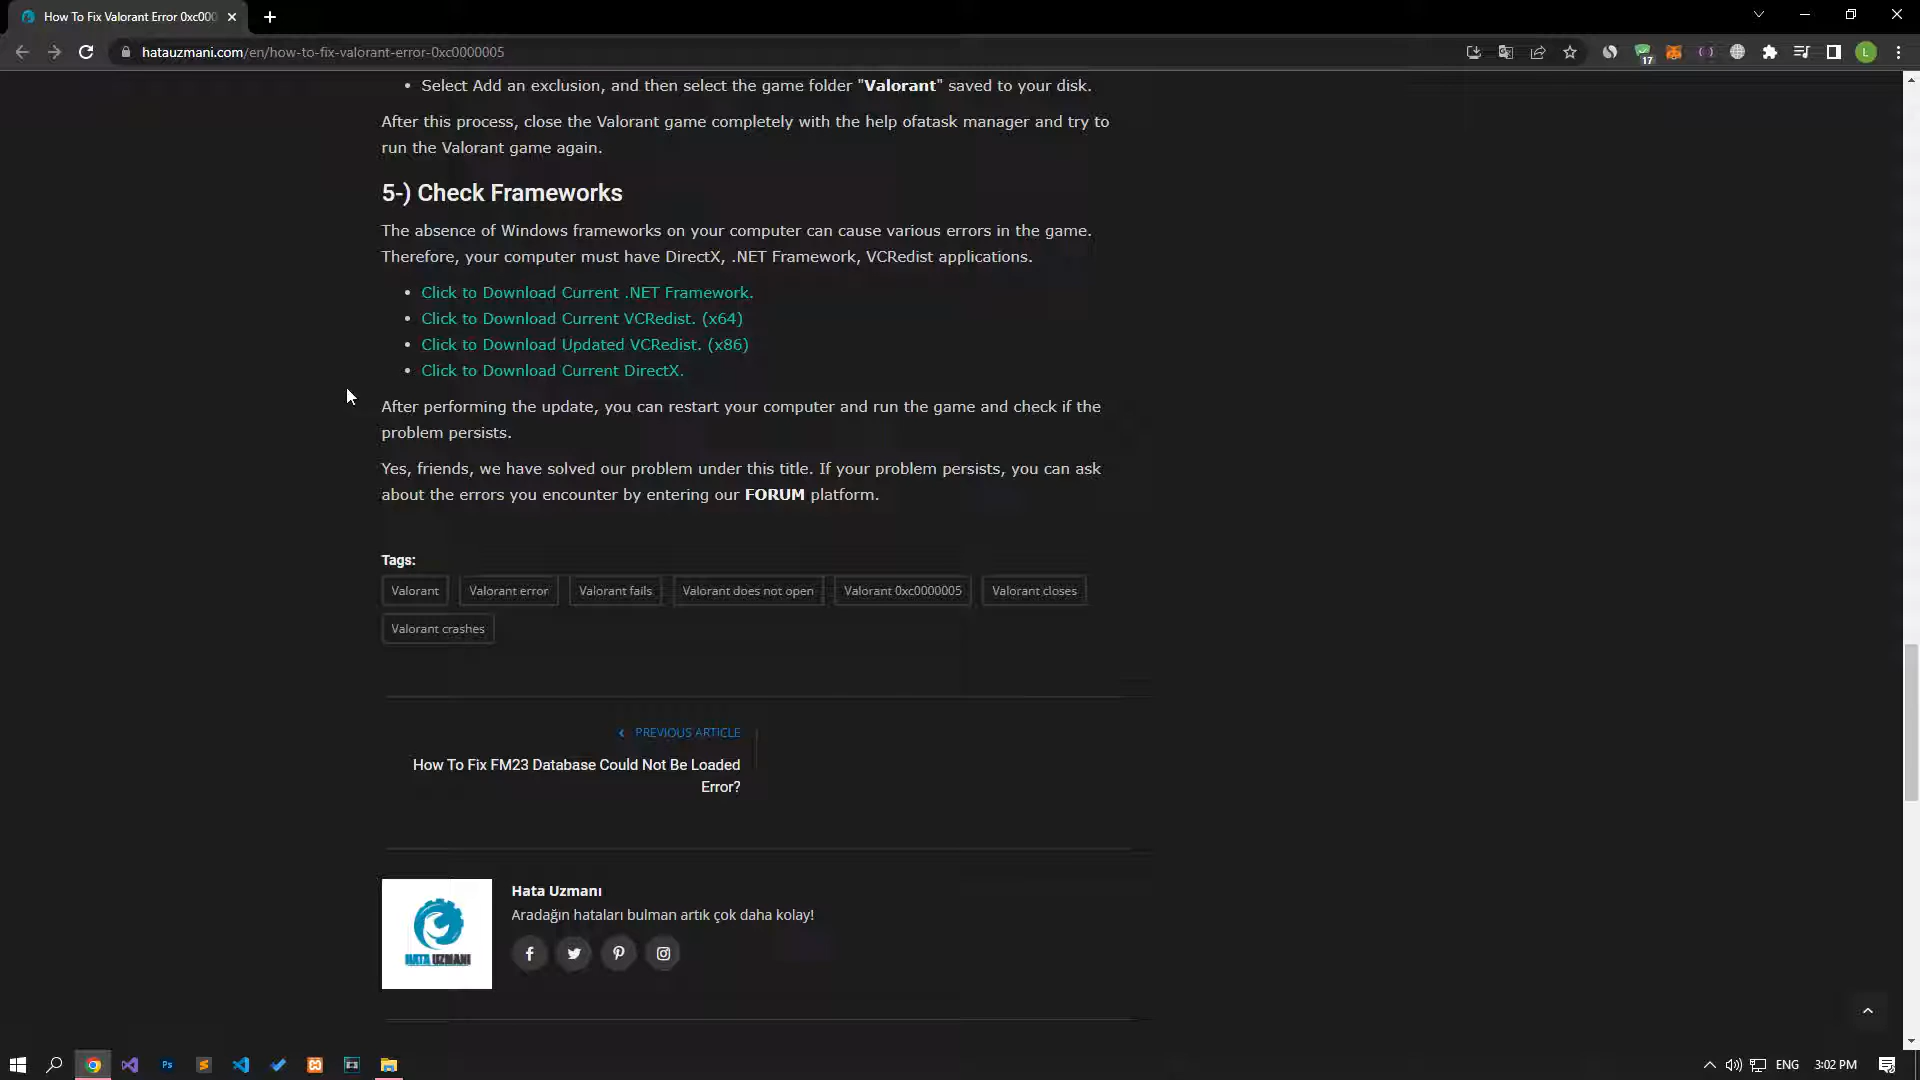 How To Fix Valorant Error 0xc000
hatauzmani.com/en/how-to-fix-valorant-error-0xc0000005
17
L
• Select Add an exclusion, and then select the game folder "Valorant" saved to your disk.
After this process, close the Valorant game completely with the help ofatask manager and try to
run the Valorant game again.
5-) Check Frameworks
The absence of Windows frameworks on your computer can cause various errors in the game.
Therefore, your computer must have DirectX, .NET Framework, VCRedist applications.
• Click to Download Current .NET Framework.
• Click to Download Current VCRedist. (x64)
• Click to Download Updated VCRedist. (x86)
• Click to Download Current DirectX.
After performing the update, you can restart your computer and run the game and check if the
problem persists.
Yes, friends, we have solved our problem under this title. If your problem persists, you can ask
about the errors you encounter by entering our FORUM platform.
Tags:
Valorant Valorant error Valorant fails Valorant does not open Valorant 0xc0000005 Valorant closes
Valorant crashes
PREVIOUS ARTICLE
How To Fix FM23 Database Could Not Be Loaded
Error?
Hata Uzmanı
Aradağın hataları bulman artık çok daha kolay!
HATA UZMANI
Ps
ENG 3:02 PM